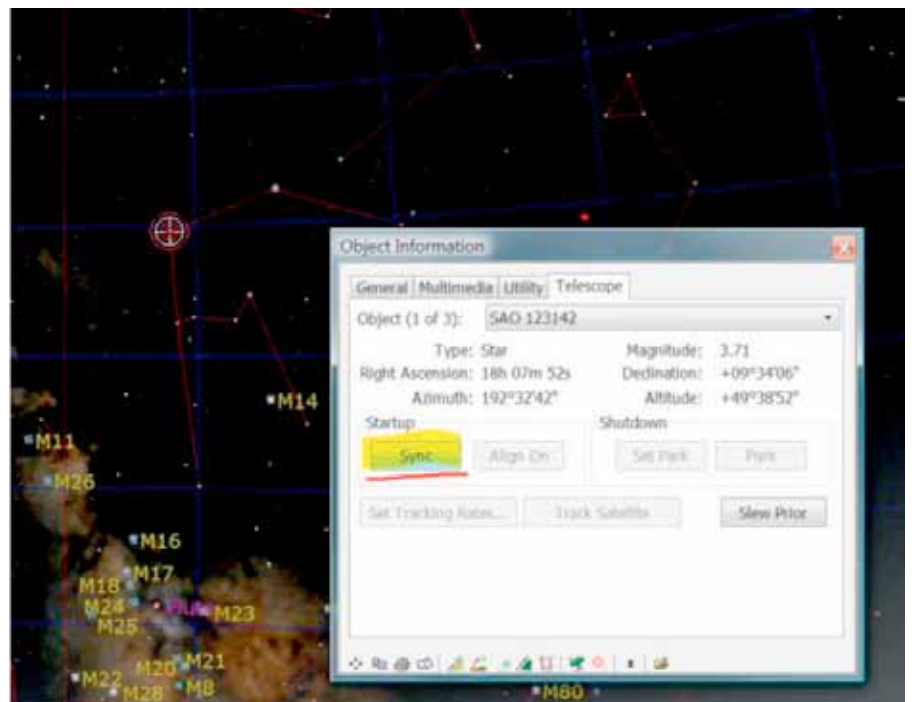 Object Information
General Multimedia Utility Telescope
Object (1 of 3): SAO 123142
Type: Star Magnitude: 3.71
Right Ascension: 18h 07m 52s Declination: +09°34'06"
Azimuth: 192°32'42" Altitude: +49°38'52"
Startup Shutdown
Sync Align On Set Park Park
Set Tracking Rates... Track Satellite Slew Prior
M14
M11
M26
M16
M17
M18
M24 Pluto M23
M25
M20 M21
M22 M28 M8 M80